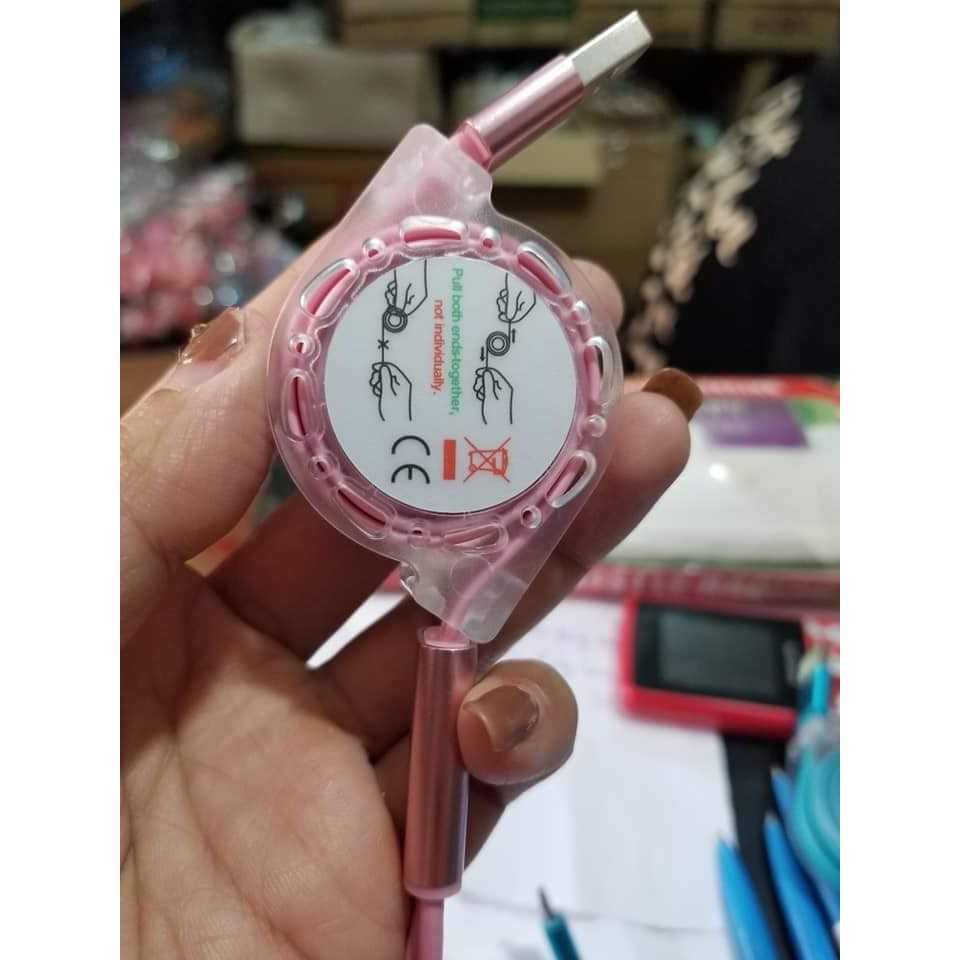 Pull both ends-together,
not individually.
CE